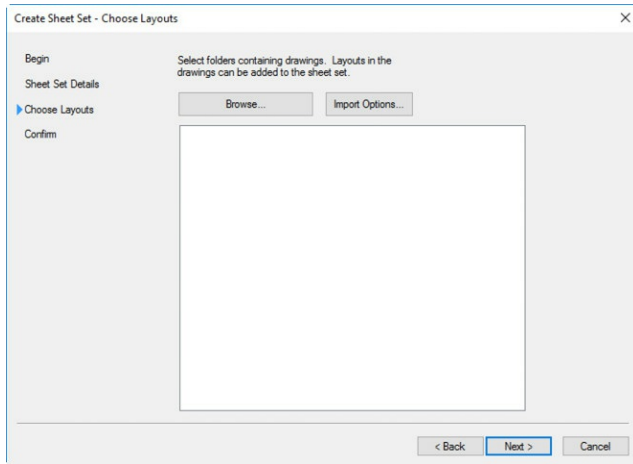 Create Sheet Set - Choose Layouts
Begin
Sheet Set Details
Choose Layouts
Confirm
Select folders containing drawings. Layouts in the
drawings can be added to the sheet set.
Browse...
Import Options...
< Back
Next >
Cancel